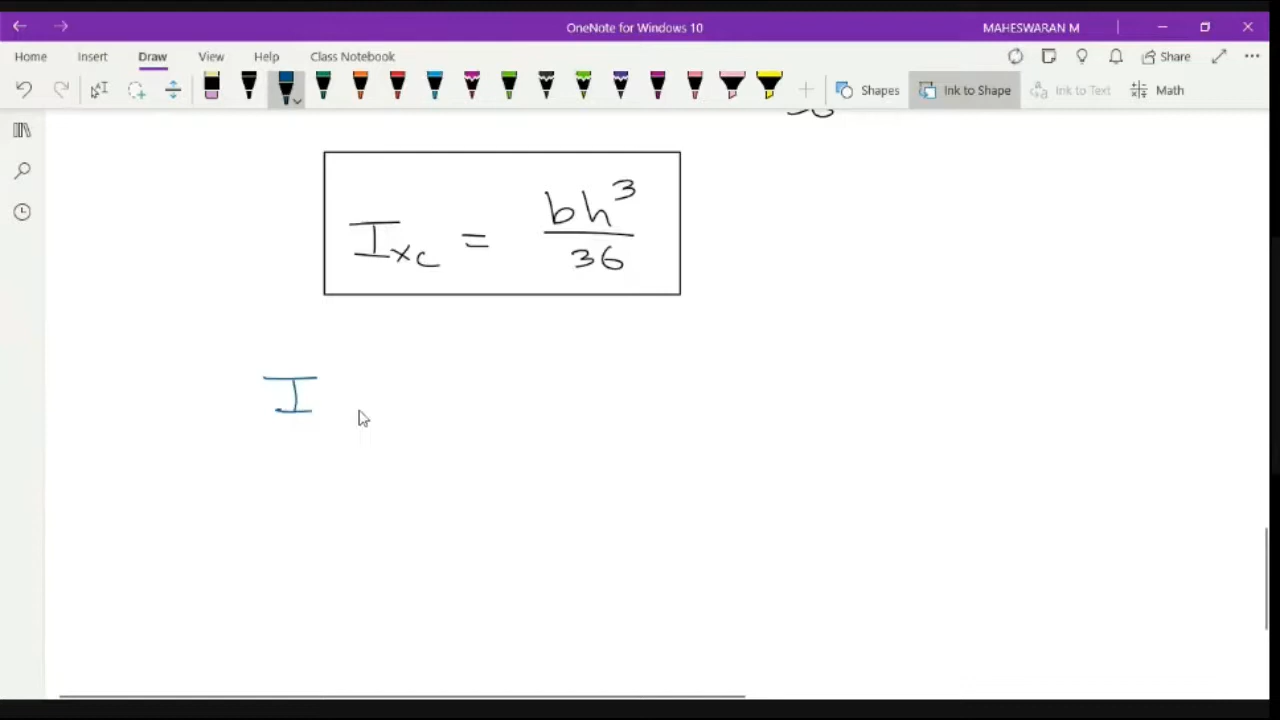 OneNote for Windows 10
MAHESWARAN M
Home Insert Draw View Help Class Notebook
Share
Shapes Ink to Shape Ink to Text Math
I_xc = bh³/36
I